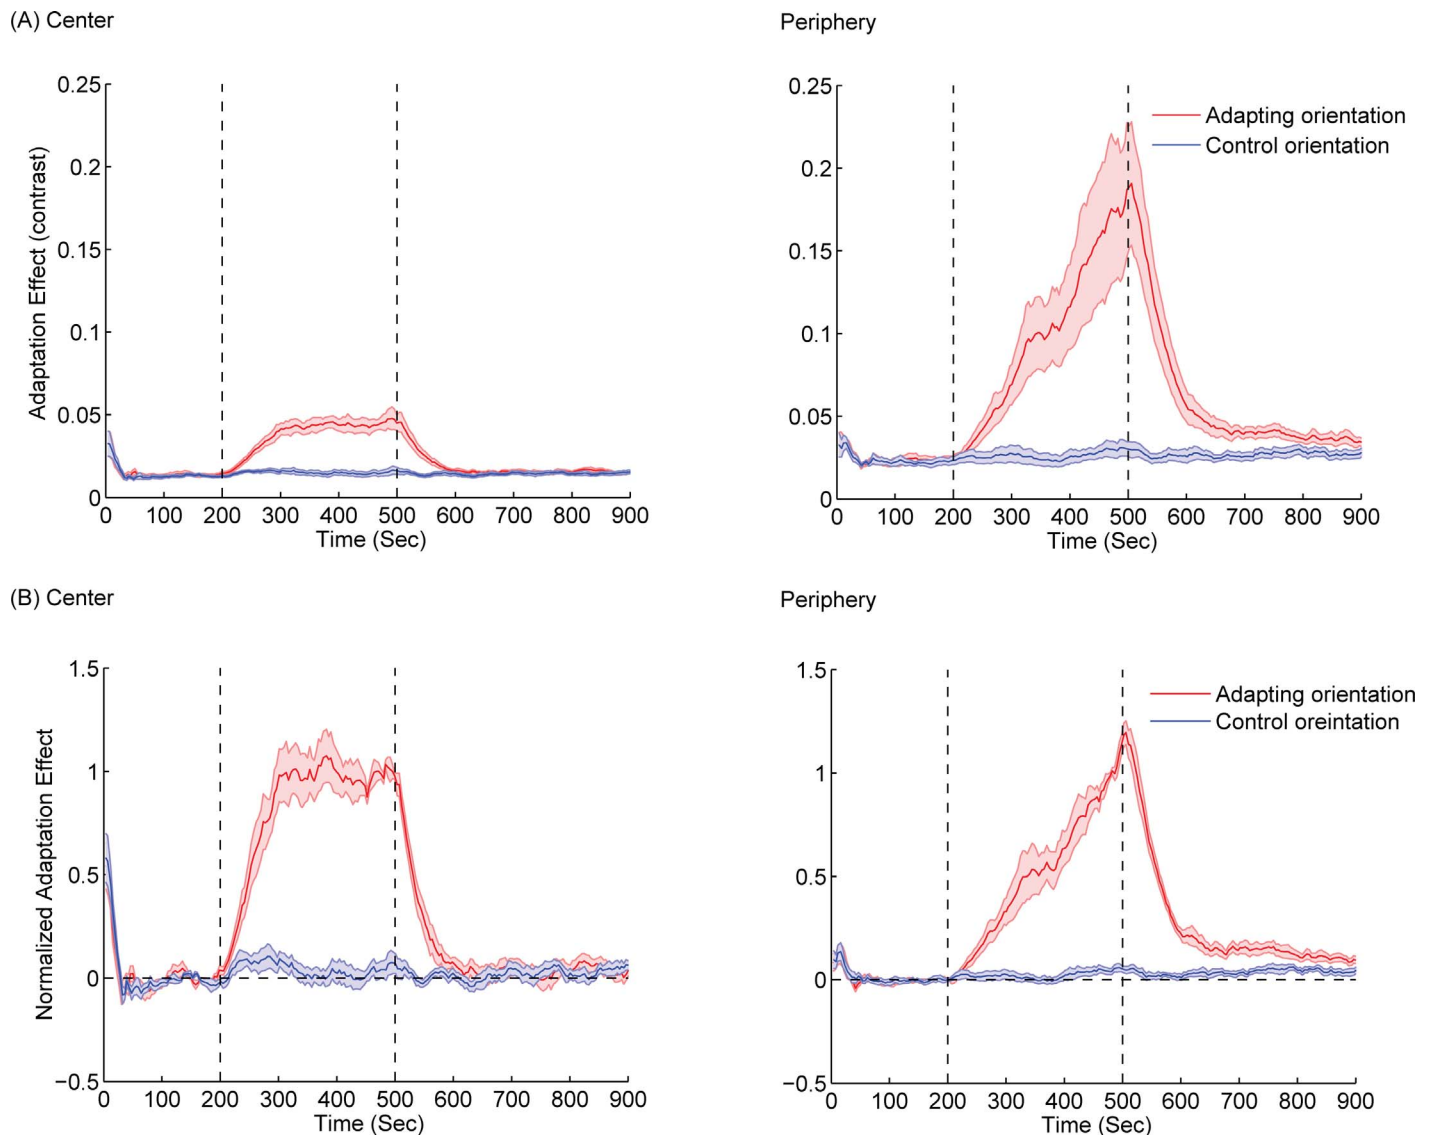 (A) Center
Periphery
0.25
0.2
0.15
0.1
0.05
0
Adaptation Effect (contrast)
0 100 200 300 400 500 600 700 800 900
Time (Sec)
0.25
0.2
0.15
0.1
0.05
0
Adapting orientation
Control orientation
0 100 200 300 400 500 600 700 800 900
Time (Sec)
(B) Center
Periphery
1.5
1
0.5
0
−0.5
Normalized Adaptation Effect
0 100 200 300 400 500 600 700 800 900
Time (Sec)
1.5
1
0.5
0
−0.5
Adapting orientation
Control oreintation
0 100 200 300 400 500 600 700 800 900
Time (Sec)